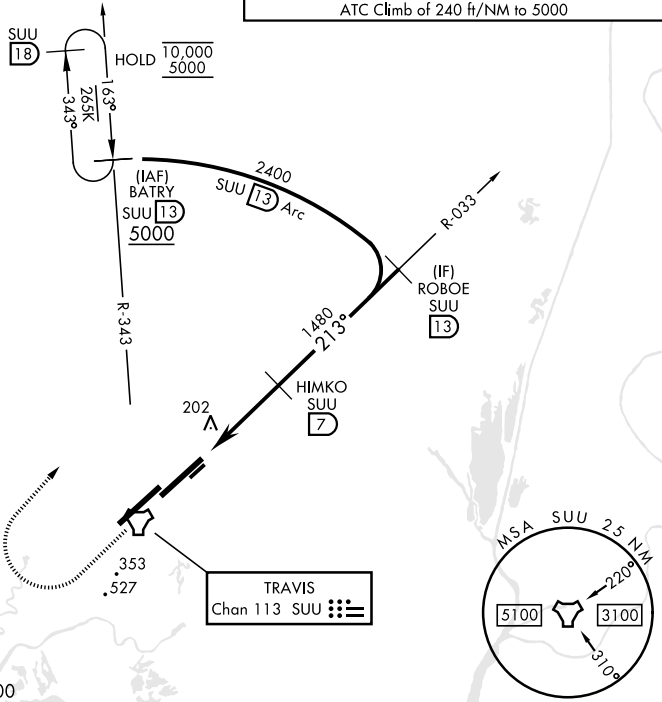 ATC Climb of 240 ft/NM to 5000
SUU
18
HOLD
10,000
5000
343°
265K
163°
(IAF)
BATRY
SUU 13
5000
2400
SUU 13 Arc
R-033
(IF)
ROBOE
SUU
13
R-343
1480
213°
HIMKO
SUU
7
202
353
527
TRAVIS
Chan 113 SUU
MSA SUU 25 NM
220°
5100
3100
310°
00